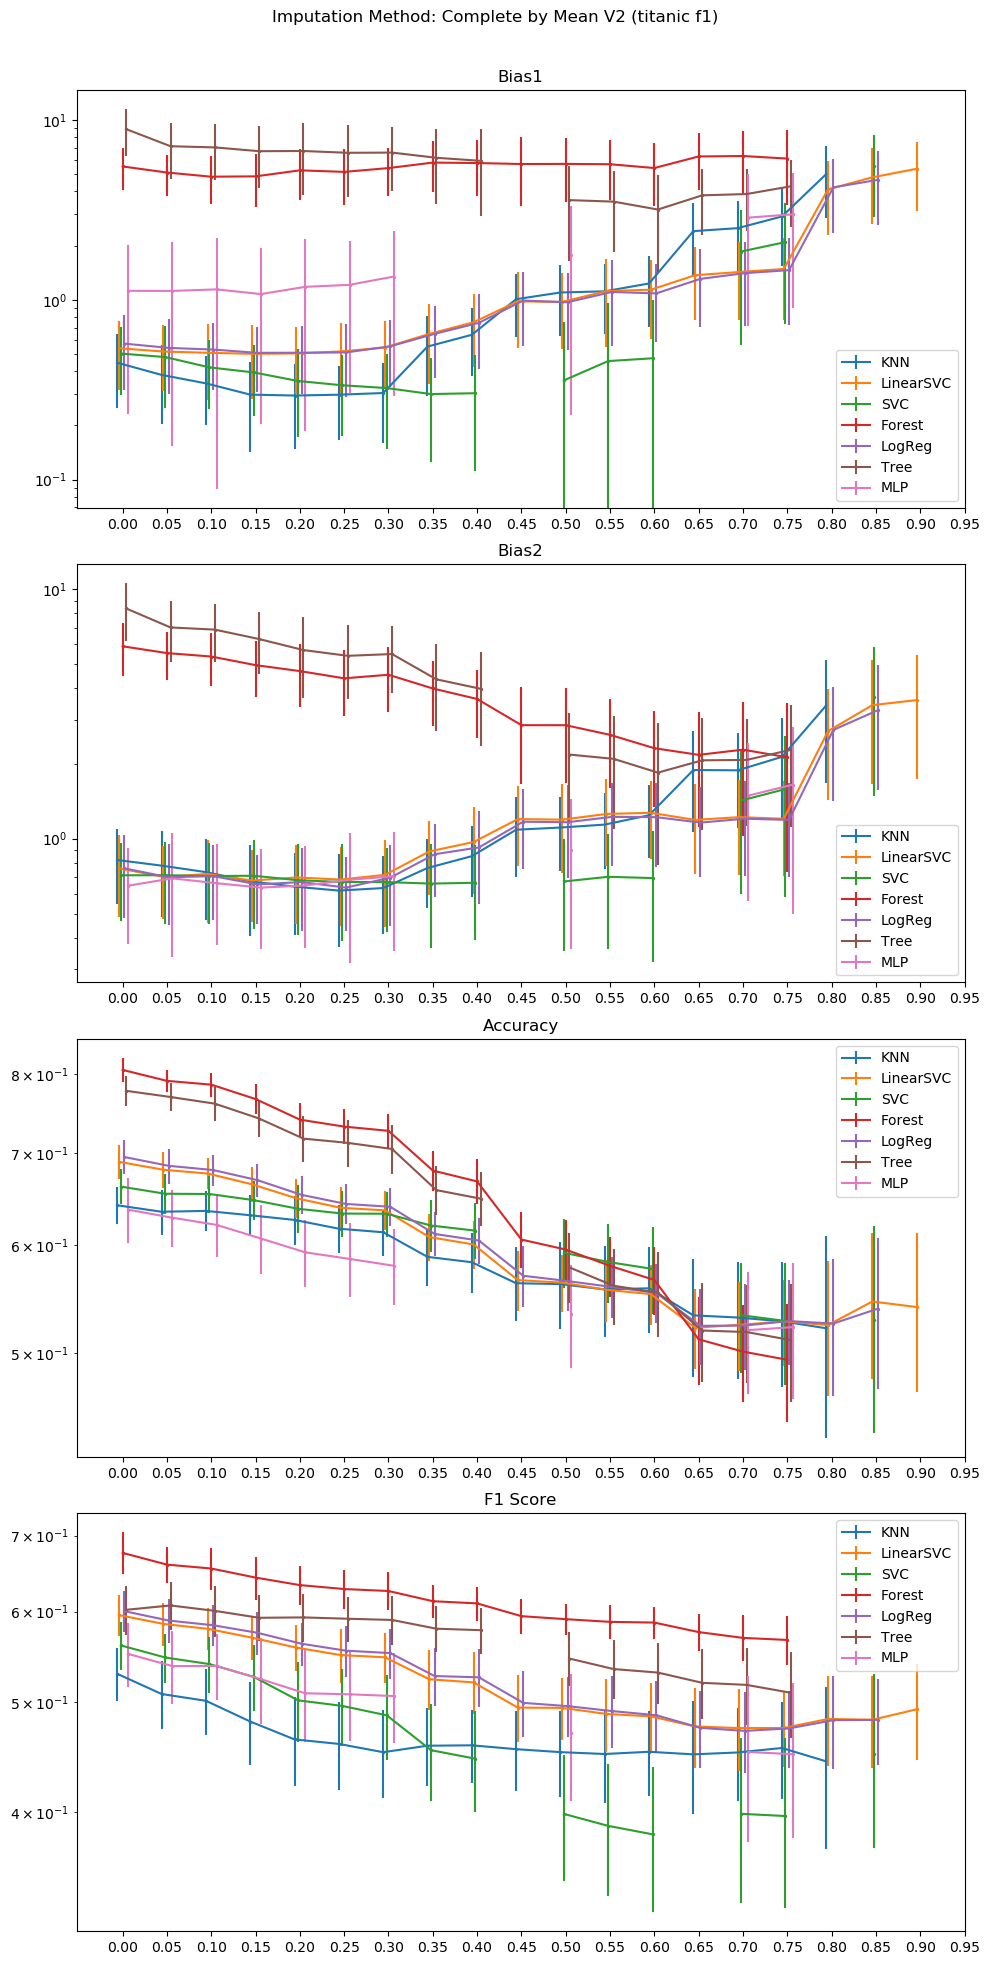 Imputation Method: Complete by Mean V2 (titanic f1)
Bias1
10¹
10⁰
10⁻¹
KNN
LinearSVC
SVC
Forest
LogReg
Tree
MLP
0.00 0.05 0.10 0.15 0.20 0.25 0.30 0.35 0.40 0.45 0.50 0.55 0.60 0.65 0.70 0.75 0.80 0.85 0.90 0.95
Bias2
10¹
10⁰
KNN
LinearSVC
SVC
Forest
LogReg
Tree
MLP
0.00 0.05 0.10 0.15 0.20 0.25 0.30 0.35 0.40 0.45 0.50 0.55 0.60 0.65 0.70 0.75 0.80 0.85 0.90 0.95
Accuracy
8 × 10⁻¹
7 × 10⁻¹
6 × 10⁻¹
5 × 10⁻¹
KNN
LinearSVC
SVC
Forest
LogReg
Tree
MLP
0.00 0.05 0.10 0.15 0.20 0.25 0.30 0.35 0.40 0.45 0.50 0.55 0.60 0.65 0.70 0.75 0.80 0.85 0.90 0.95
F1 Score
7 × 10⁻¹
6 × 10⁻¹
5 × 10⁻¹
4 × 10⁻¹
KNN
LinearSVC
SVC
Forest
LogReg
Tree
MLP
0.00 0.05 0.10 0.15 0.20 0.25 0.30 0.35 0.40 0.45 0.50 0.55 0.60 0.65 0.70 0.75 0.80 0.85 0.90 0.95